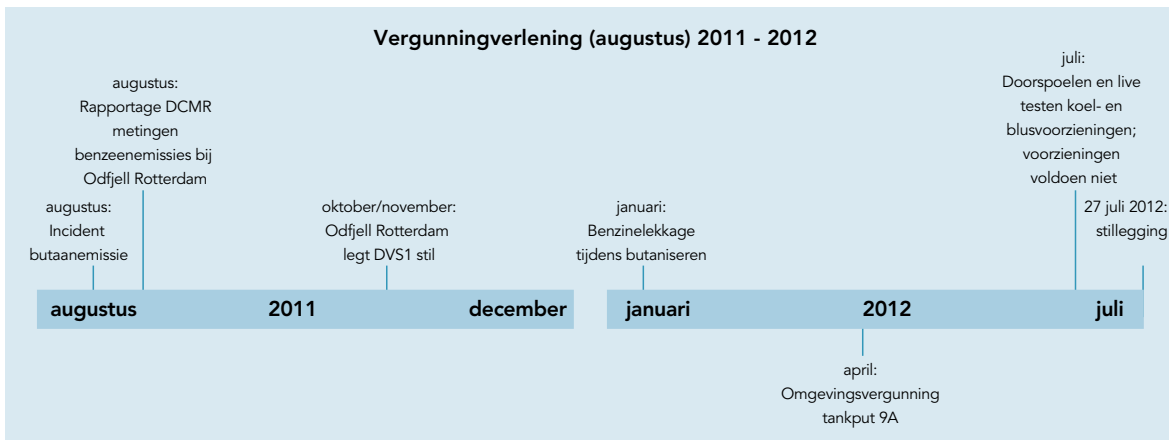 Vergunningverlening (augustus) 2011 - 2012
augustus:
Rapportage DCMR
metingen
benzeenemissies bij
Odfjell Rotterdam
augustus:
Incident
butaanemissie
oktober/november:
Odfjell Rotterdam
legt DVS1 stil
januari:
Benzinelekkage
tijdens butaniseren
juli:
Doorspoelen en live
testen koel- en
blusvoorzieningen;
voorzieningen
voldoen niet
27 juli 2012:
stillegging
augustus 2011 december januari 2012 juli
april:
Omgevingsvergunning
tankput 9A